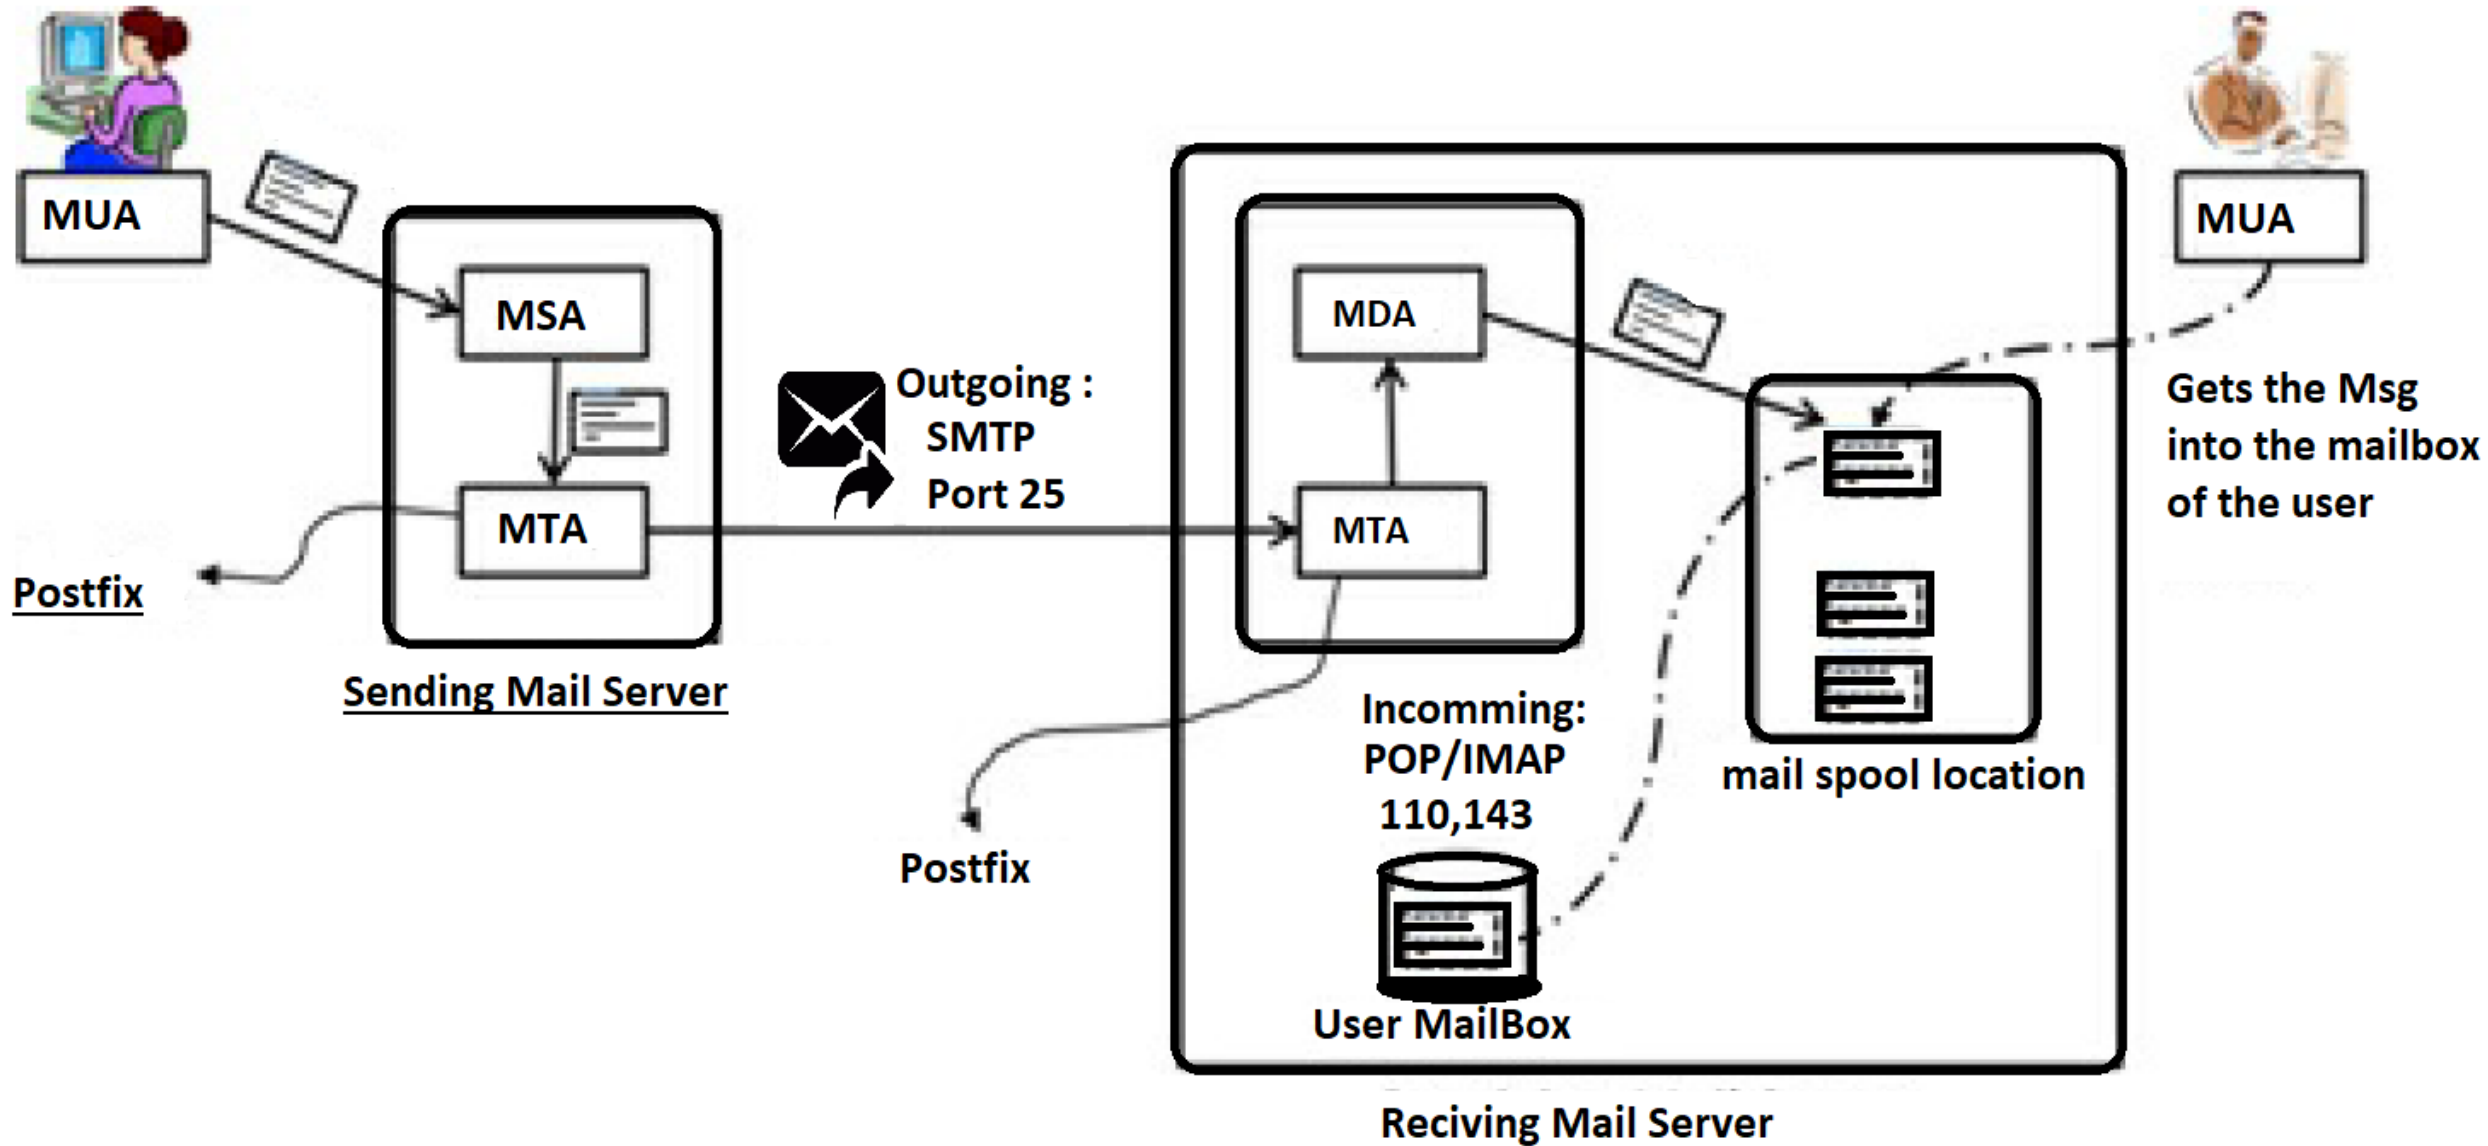 MUA
MSA
MTA
Postfix
Sending Mail Server
Outgoing :
SMTP
Port 25
MDA
MTA
Postfix
Incomming:
POP/IMAP
110,143
User MailBox
mail spool location
Reciving Mail Server
MUA
Gets the Msg
into the mailbox
of the user